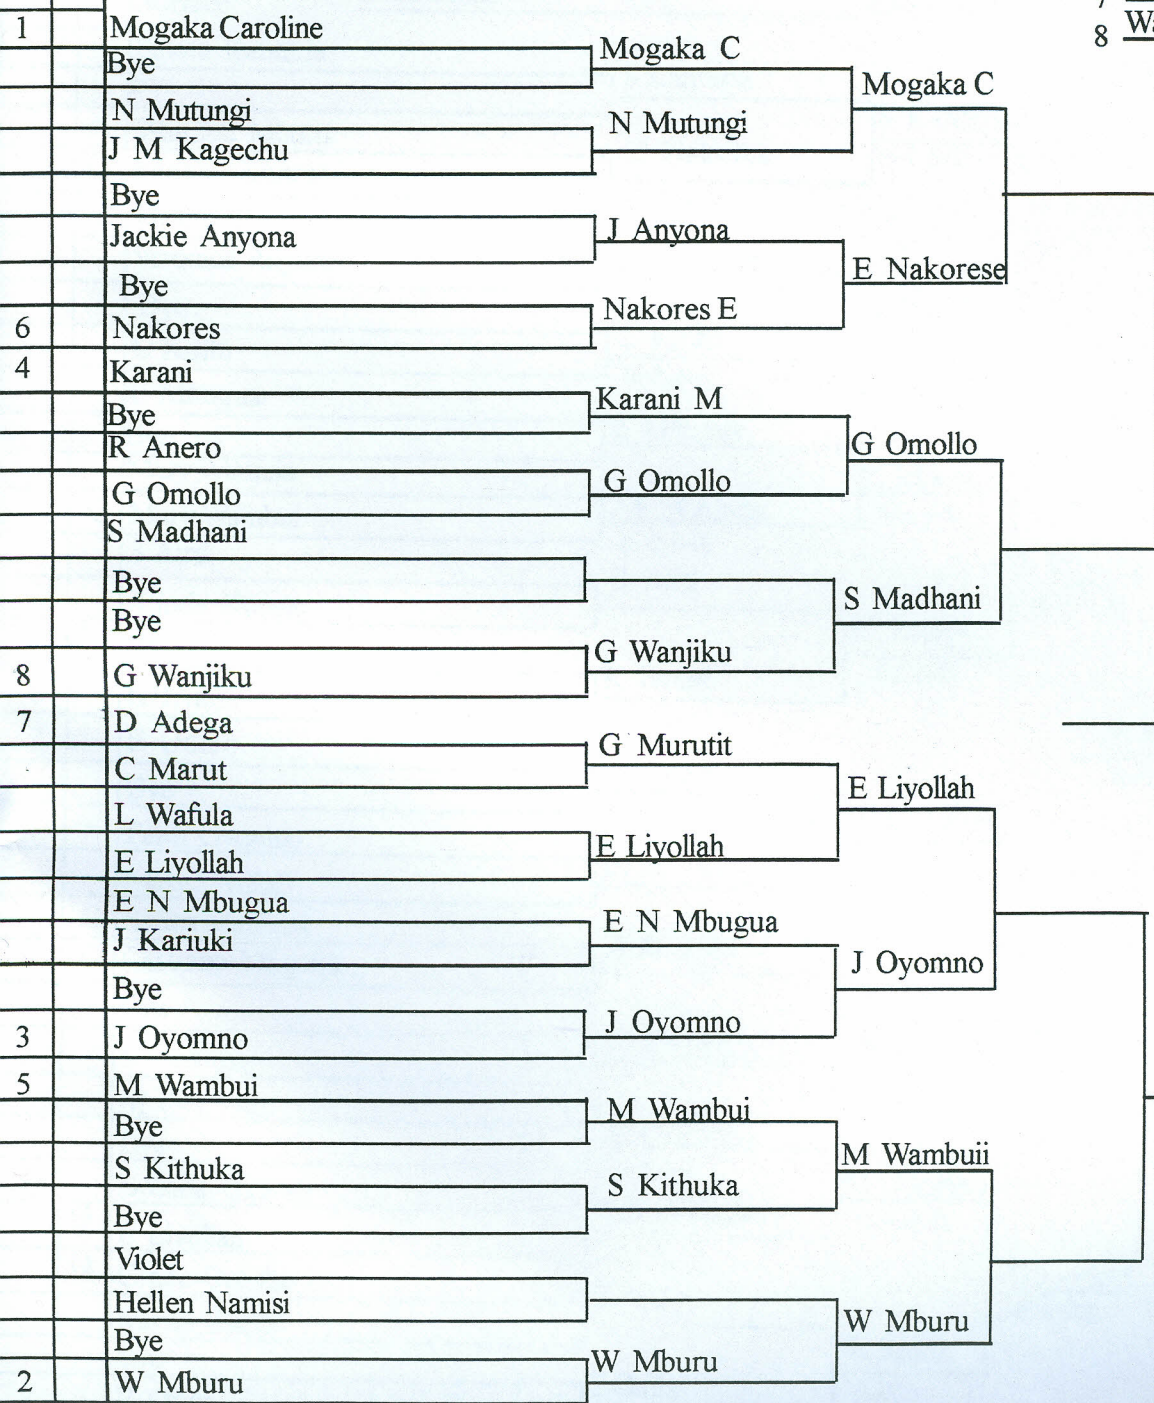 1 Mogaka Caroline
Bye
N Mutungi
J M Kagechu
Bye
Jackie Anyona
Bye
6 Nakores
4 Karani
Bye
R Anero
G Omollo
S Madhani
Bye
Bye
8 G Wanjiku
7 D Adega
C Marut
L Wafula
E Liyollah
E N Mbugua
J Kariuki
Bye
3 J Oyomno
5 M Wambui
Bye
S Kithuka
Bye
Violet
Hellen Namisi
Bye
2 W Mburu
Mogaka C
N Mutungi
J Anyona
Nakores E
Karani M
G Omollo
G Wanjiku
G Murutit
E Liyollah
E N Mbugua
J Oyomno
M Wambui
S Kithuka
W Mburu
Mogaka C
E Nakorese
G Omollo
S Madhani
E Liyollah
J Oyomno
M Wambuii
W Mburu
8